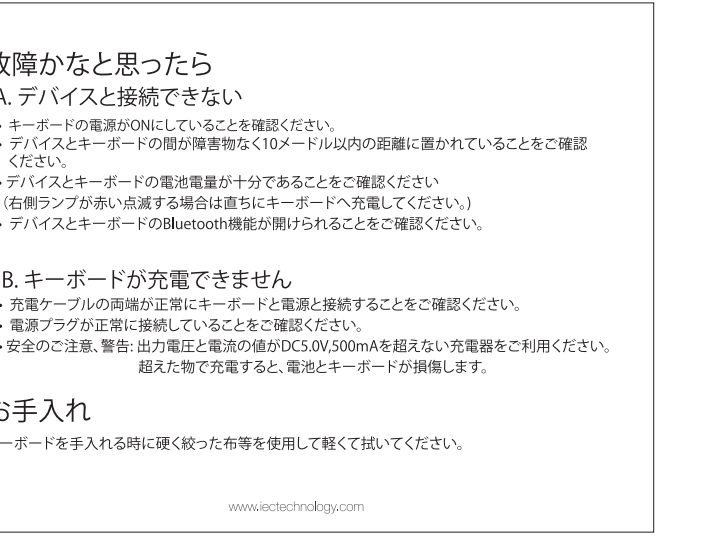 障かなと思ったら
A. デバイスと接続できない
• キーボードの電源がONにしていることを確認ください。
• デバイスとキーボードの間が障害物なく10メードル以内の距離に置かれていることをご確認
ください。
•デバイスとキーボードの電池電量が十分であることをご確認ください
(右側ランプが赤い点滅する場合は直ちにキーボードへ充電してください。)
• デバイスとキーボードのBluetooth機能が開けられることをご確認ください。
B. キーボードが充電できません
• 充電ケーブルの両端が正常にキーボードと電源と接続することをご確認ください。
• 電源プラグが正常に接続していることをご確認ください。
•安全のご注意、警告: 出力電圧と電流の値がDC5.0V,500mAを超えない充電器をご利用ください。
超えた物で充電すると、電池とキーボードが損傷します。
お手入れ
ーボードを手入れる時に硬く絞った布等を使用して軽くて拭いてください。
www.iectechnology.com